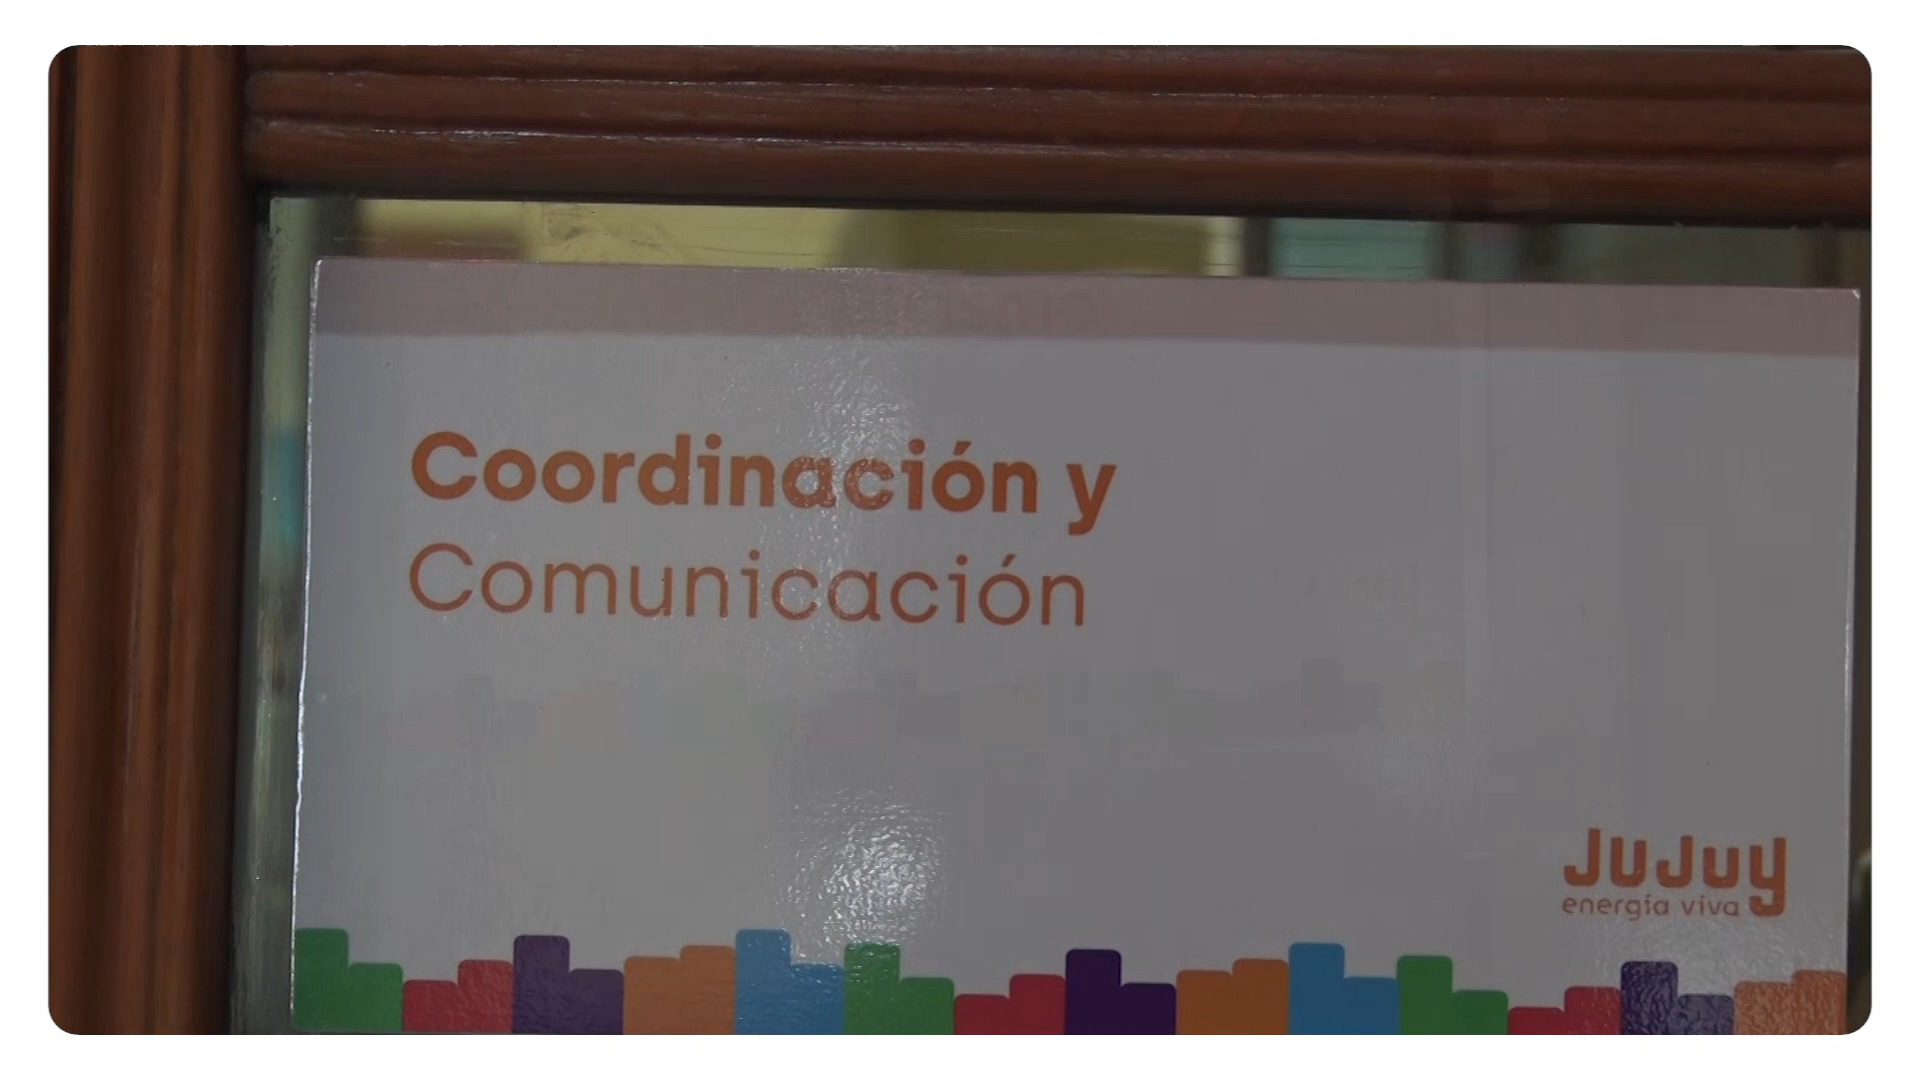 Coordinación y
Comunicación
Jujuy
energía viva